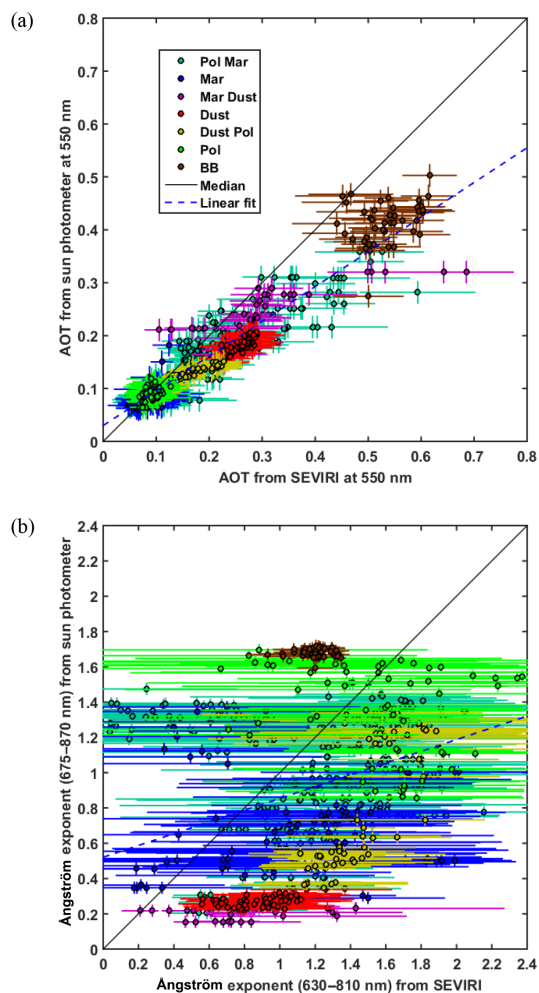 (a)
AOT from sun photometer at 550 nm
0.8
0.7
0.6
0.5
0.4
0.3
0.2
0.1
0
Pol Mar
Mar
Mar Dust
Dust
Dust Pol
Pol
BB
Median
Linear fit
0 0.1 0.2 0.3 0.4 0.5 0.6 0.7 0.8
AOT from SEVIRI at 550 nm
(b)
Ångström exponent (675–870 nm) from sun photometer
2.4
2.2
2
1.8
1.6
1.4
1.2
1
0.8
0.6
0.4
0.2
0
0 0.2 0.4 0.6 0.8 1 1.2 1.4 1.6 1.8 2 2.2 2.4
Ångström exponent (630–810 nm) from SEVIRI